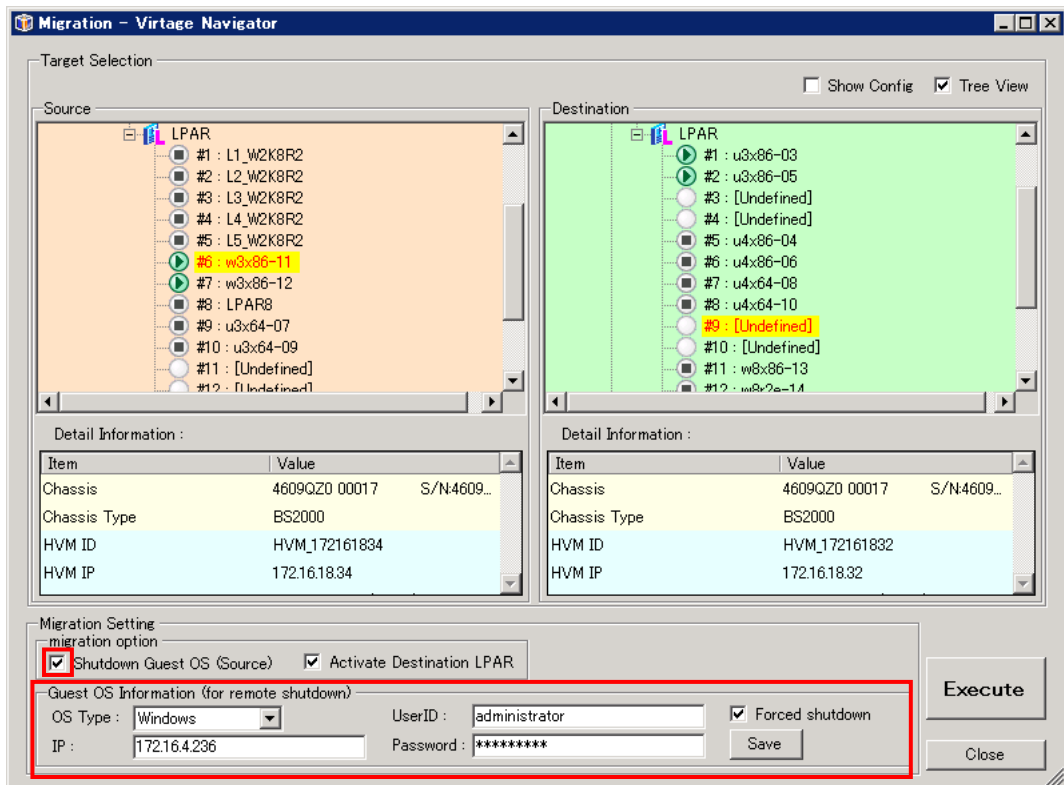 Migration - Virtage Navigator
Target Selection
Show Config Tree View
Source
LPAR
#1 : L1_W2K8R2
#2 : L2_W2K8R2
#3 : L3_W2K8R2
#4 : L4_W2K8R2
#5 : L5_W2K8R2
#6 : w3x86-11
#7 : w3x86-12
#8 : LPAR8
#9 : u3x64-07
#10 : u3x64-09
#11 : [Undefined]
#12 : [Undefined]
Detail Information :
Item Value
Chassis 4609QZ0 00017 S/N:4609...
Chassis Type BS2000
HVM ID HVM_172161834
HVM IP 172.16.18.34
Destination
LPAR
#1 : u3x86-03
#2 : u3x86-05
#3 : [Undefined]
#4 : [Undefined]
#5 : u4x86-04
#6 : u4x86-06
#7 : u4x64-08
#8 : u4x64-10
#9 : [Undefined]
#10 : [Undefined]
#11 : w8x86-13
#12 : w8r2e-14
Detail Information :
Item Value
Chassis 4609QZ0 00017 S/N:4609...
Chassis Type BS2000
HVM ID HVM_172161832
HVM IP 172.16.18.32
Migration Setting
migration option
Shutdown Guest OS (Source) Activate Destination LPAR
Guest OS Information (for remote shutdown)
OS Type : Windows UserID : administrator Forced shutdown
IP : 172.16.4.236 Password : ********* Save
Execute
Close